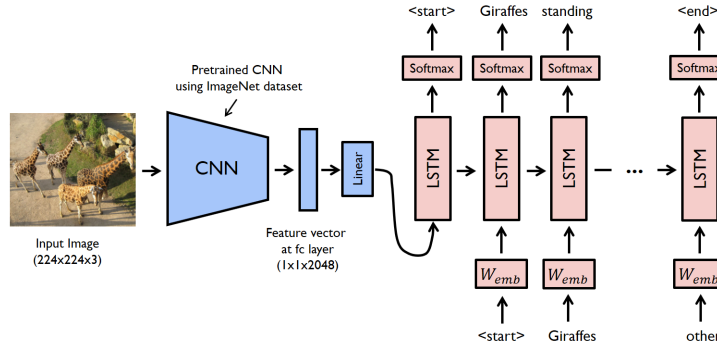 <start> Giraffes standing <end>
Softmax Softmax Softmax Softmax
Pretrained CNN
using ImageNet dataset
CNN
Linear
LSTM LSTM LSTM ... LSTM
Input Image
(224x224x3)
Feature vector
at fc layer
(1x1x2048)
W_emb W_emb W_emb
<start> Giraffes other